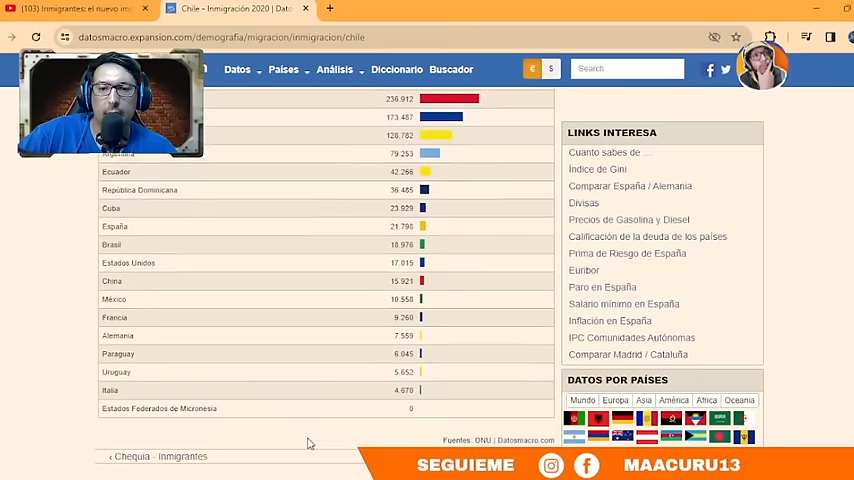 (103) Inmigrantes: el nuevo im
Chile - Inmigración 2020 | Dato
datosmacro.expansion.com/demografia/migracion/inmigracion/chile
Datos
Países
Análisis
Diccionario
Buscador
€
$
Search
236.912
173.487
128.782
Argentina 79.253
Ecuador 42.266
República Dominicana 36.485
Cuba 23.929
España 21.798
Brasil 18.976
Estados Unidos 17.015
China 15.921
México 10.558
Francia 9.260
Alemania 7.559
Paraguay 6.045
Uruguay 5.652
Italia 4.670
Estados Federados de Micronesia 0
Fuentes: ONU | Datosmacro.com
‹ Chequia - Inmigrantes
LINKS INTERESA
Cuanto sabes de ...
Índice de Gini
Comparar España / Alemania
Divisas
Precios de Gasolina y Diesel
Calificación de la deuda de los países
Prima de Riesgo de España
Euribor
Paro en España
Salario mínimo en España
Inflación en España
IPC Comunidades Autónomas
Comparar Madrid / Cataluña
DATOS POR PAÍSES
Mundo Europa Asia América Africa Oceania
SEGUIEME
MAACURU13